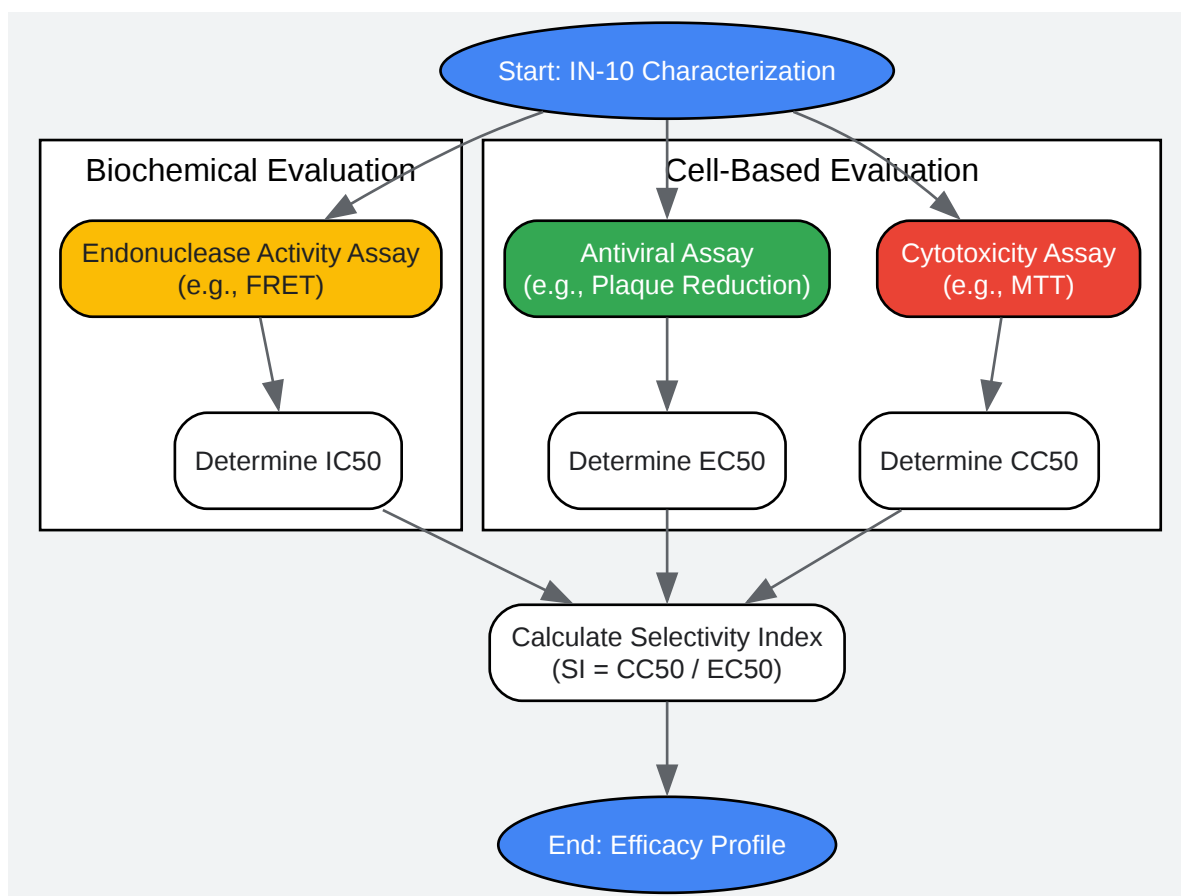 Start: IN-10 Characterization
Biochemical Evaluation
Cell-Based Evaluation
Endonuclease Activity Assay
(e.g., FRET)
Antiviral Assay
(e.g., Plaque Reduction)
Cytotoxicity Assay
(e.g., MTT)
Determine IC50
Determine EC50
Determine CC50
Calculate Selectivity Index
(SI = CC50 / EC50)
End: Efficacy Profile